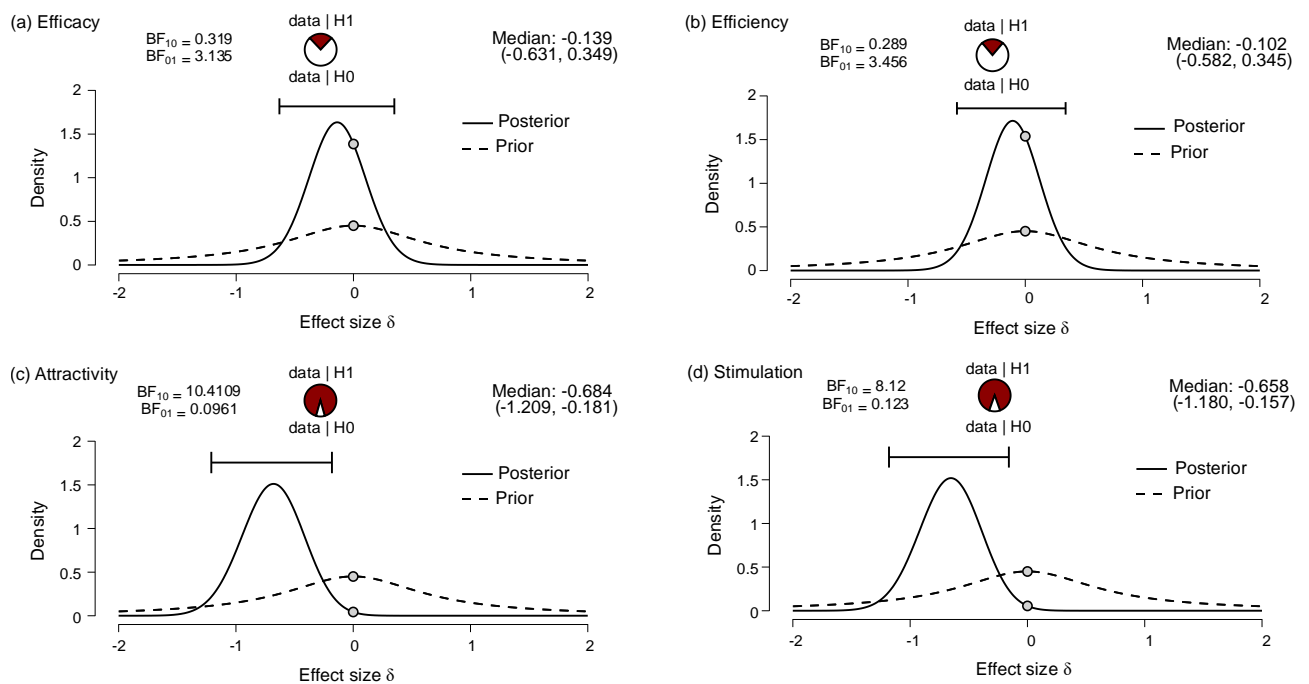 (a) Efficacy
BF10 = 0.319
BF01 = 3.135
data | H1
data | H0
Median: -0.139
(-0.631, 0.349)
2
1.5
1
0.5
0
Density
Posterior
Prior
-2 -1 0 1 2
Effect size δ
(b) Efficiency
BF10 = 0.289
BF01 = 3.456
data | H1
data | H0
Median: -0.102
(-0.582, 0.345)
2
1.5
1
0.5
0
Density
Posterior
Prior
-2 -1 0 1 2
Effect size δ
(c) Attractivity
BF10 = 10.4109
BF01 = 0.0961
data | H1
data | H0
Median: -0.684
(-1.209, -0.181)
2
1.5
1
0.5
0
Density
Posterior
Prior
-2 -1 0 1 2
Effect size δ
(d) Stimulation
BF10 = 8.12
BF01 = 0.123
data | H1
data | H0
Median: -0.658
(-1.180, -0.157)
2
1.5
1
0.5
0
Density
Posterior
Prior
-2 -1 0 1 2
Effect size δ